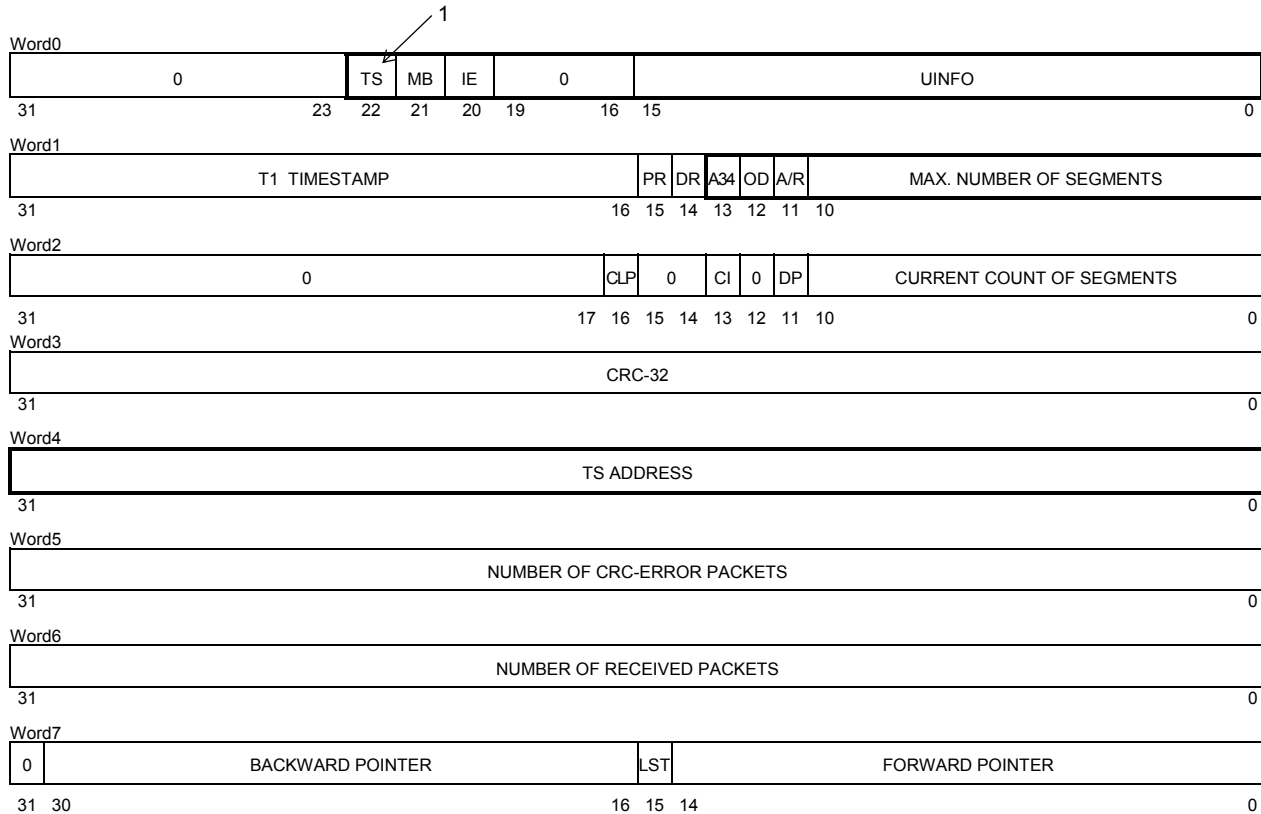 1
Word0
0 TS MB IE 0 UINFO
31 23 22 21 20 19 16 15 0
Word1
T1 TIMESTAMP PR DR A34 OD A/R MAX. NUMBER OF SEGMENTS
31 16 15 14 13 12 11 10
Word2
0 CLP 0 CI 0 DP CURRENT COUNT OF SEGMENTS
31 17 16 15 14 13 12 11 10 0
Word3
CRC-32
31 0
Word4
TS ADDRESS
31 0
Word5
NUMBER OF CRC-ERROR PACKETS
31 0
Word6
NUMBER OF RECEIVED PACKETS
31 0
Word7
0 BACKWARD POINTER LST FORWARD POINTER
31 30 16 15 14 0